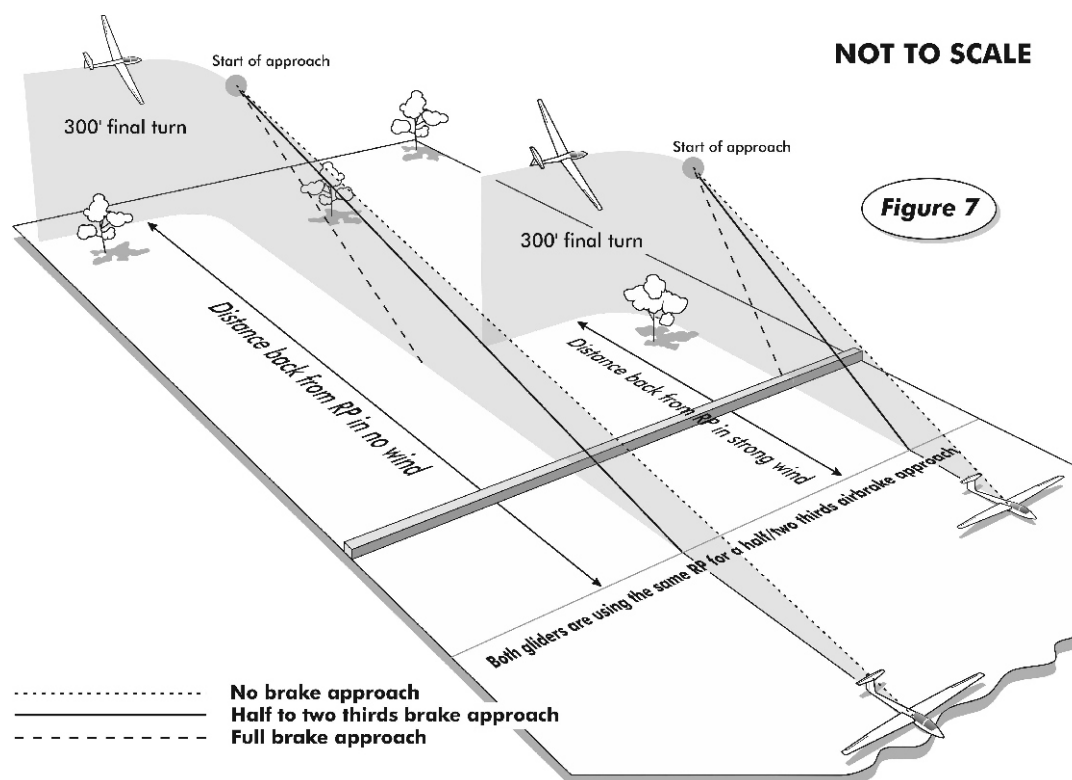 NOT TO SCALE
Start of approach
300' final turn
Start of approach
Figure 7
300' final turn
Distance back from RP in no wind
Distance back from RP in strong wind
Both gliders are using the same RP for a half/two thirds airbrake approach.
No brake approach
Half to two thirds brake approach
Full brake approach